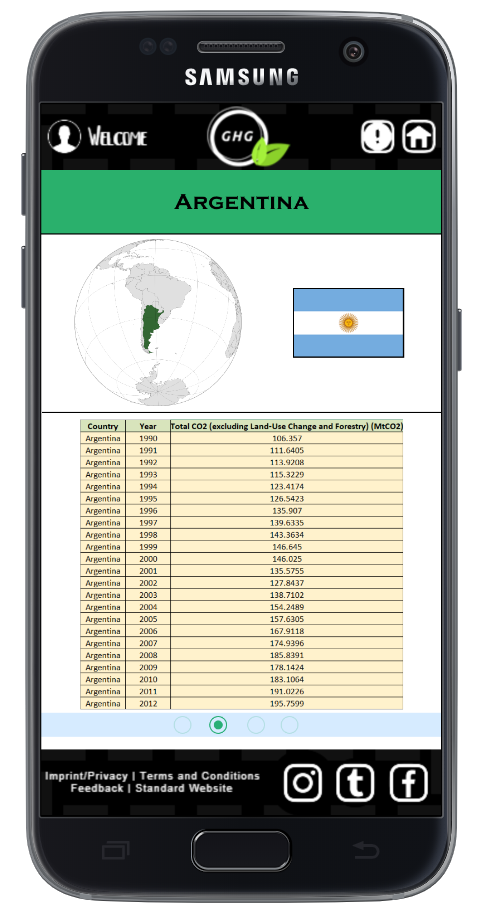 SAMSUNG
Welcome
GHG
Argentina
Country Year Total CO2 (excluding Land-Use Change and Forestry) (MtCO2)
Argentina 1990 106.357
Argentina 1991 111.6405
Argentina 1992 113.9208
Argentina 1993 115.3229
Argentina 1994 123.4174
Argentina 1995 126.5423
Argentina 1996 135.907
Argentina 1997 139.6335
Argentina 1998 143.3634
Argentina 1999 146.645
Argentina 2000 146.025
Argentina 2001 135.5755
Argentina 2002 127.8437
Argentina 2003 138.7102
Argentina 2004 154.2489
Argentina 2005 157.6305
Argentina 2006 167.9118
Argentina 2007 174.9396
Argentina 2008 185.8391
Argentina 2009 178.1424
Argentina 2010 183.1064
Argentina 2011 191.0226
Argentina 2012 195.7599
Imprint/Privacy | Terms and Conditions
Feedback | Standard Website